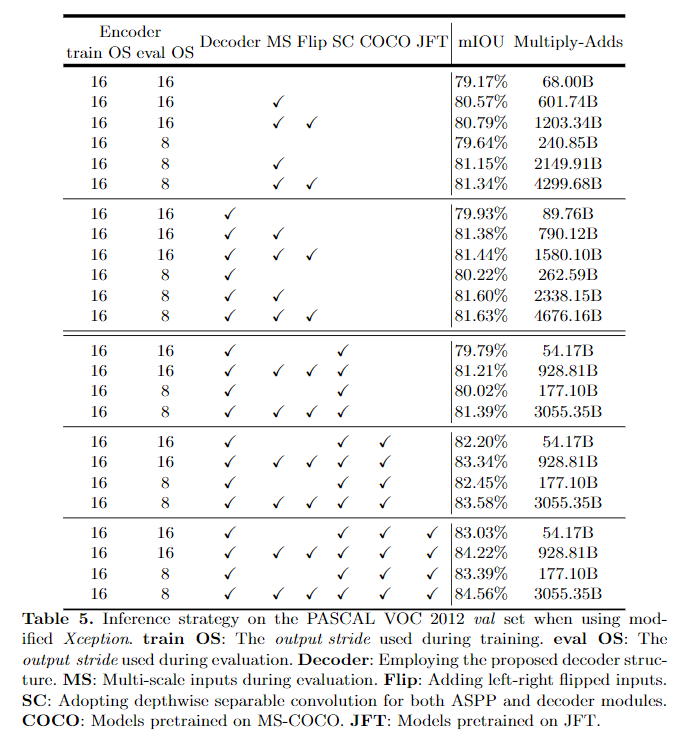 Encoder
train OS eval OS Decoder MS Flip SC COCO JFT mIOU Multiply-Adds
16 16 79.17% 68.00B
16 16 ✓ 80.57% 601.74B
16 16 ✓ ✓ 80.79% 1203.34B
16 8 79.64% 240.85B
16 8 ✓ 81.15% 2149.91B
16 8 ✓ ✓ 81.34% 4299.68B
16 16 ✓ 79.93% 89.76B
16 16 ✓ ✓ 81.38% 790.12B
16 16 ✓ ✓ ✓ 81.44% 1580.10B
16 8 ✓ 80.22% 262.59B
16 8 ✓ ✓ 81.60% 2338.15B
16 8 ✓ ✓ ✓ 81.63% 4676.16B
16 16 ✓ ✓ 79.79% 54.17B
16 16 ✓ ✓ ✓ ✓ 81.21% 928.81B
16 8 ✓ ✓ 80.02% 177.10B
16 8 ✓ ✓ ✓ ✓ 81.39% 3055.35B
16 16 ✓ ✓ ✓ 82.20% 54.17B
16 16 ✓ ✓ ✓ ✓ ✓ 83.34% 928.81B
16 8 ✓ ✓ ✓ 82.45% 177.10B
16 8 ✓ ✓ ✓ ✓ ✓ 83.58% 3055.35B
16 16 ✓ ✓ ✓ ✓ 83.03% 54.17B
16 16 ✓ ✓ ✓ ✓ ✓ ✓ 84.22% 928.81B
16 8 ✓ ✓ ✓ ✓ 83.39% 177.10B
16 8 ✓ ✓ ✓ ✓ ✓ ✓ 84.56% 3055.35B
Table 5. Inference strategy on the PASCAL VOC 2012 val set when using mod-
ified Xception. train OS: The output stride used during training. eval OS: The
output stride used during evaluation. Decoder: Employing the proposed decoder struc-
ture. MS: Multi-scale inputs during evaluation. Flip: Adding left-right flipped inputs.
SC: Adopting depthwise separable convolution for both ASPP and decoder modules.
COCO: Models pretrained on MS-COCO. JFT: Models pretrained on JFT.